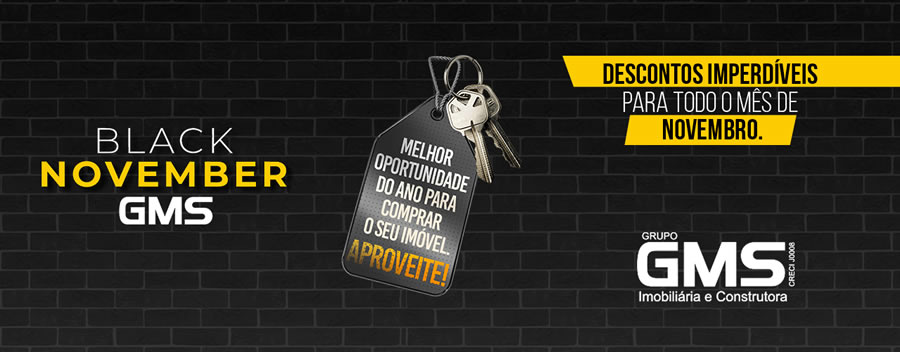 BLACK
NOVEMBER
GMS
MELHOR
OPORTUNIDADE
DO ANO PARA
COMPRAR
O SEU IMÓVEL.
APROVEITE!
DESCONTOS IMPERDÍVEIS
PARA TODO O MÊS DE
NOVEMBRO.
GRUPO
GMS
CRECI J0008
Imobiliária e Construtora